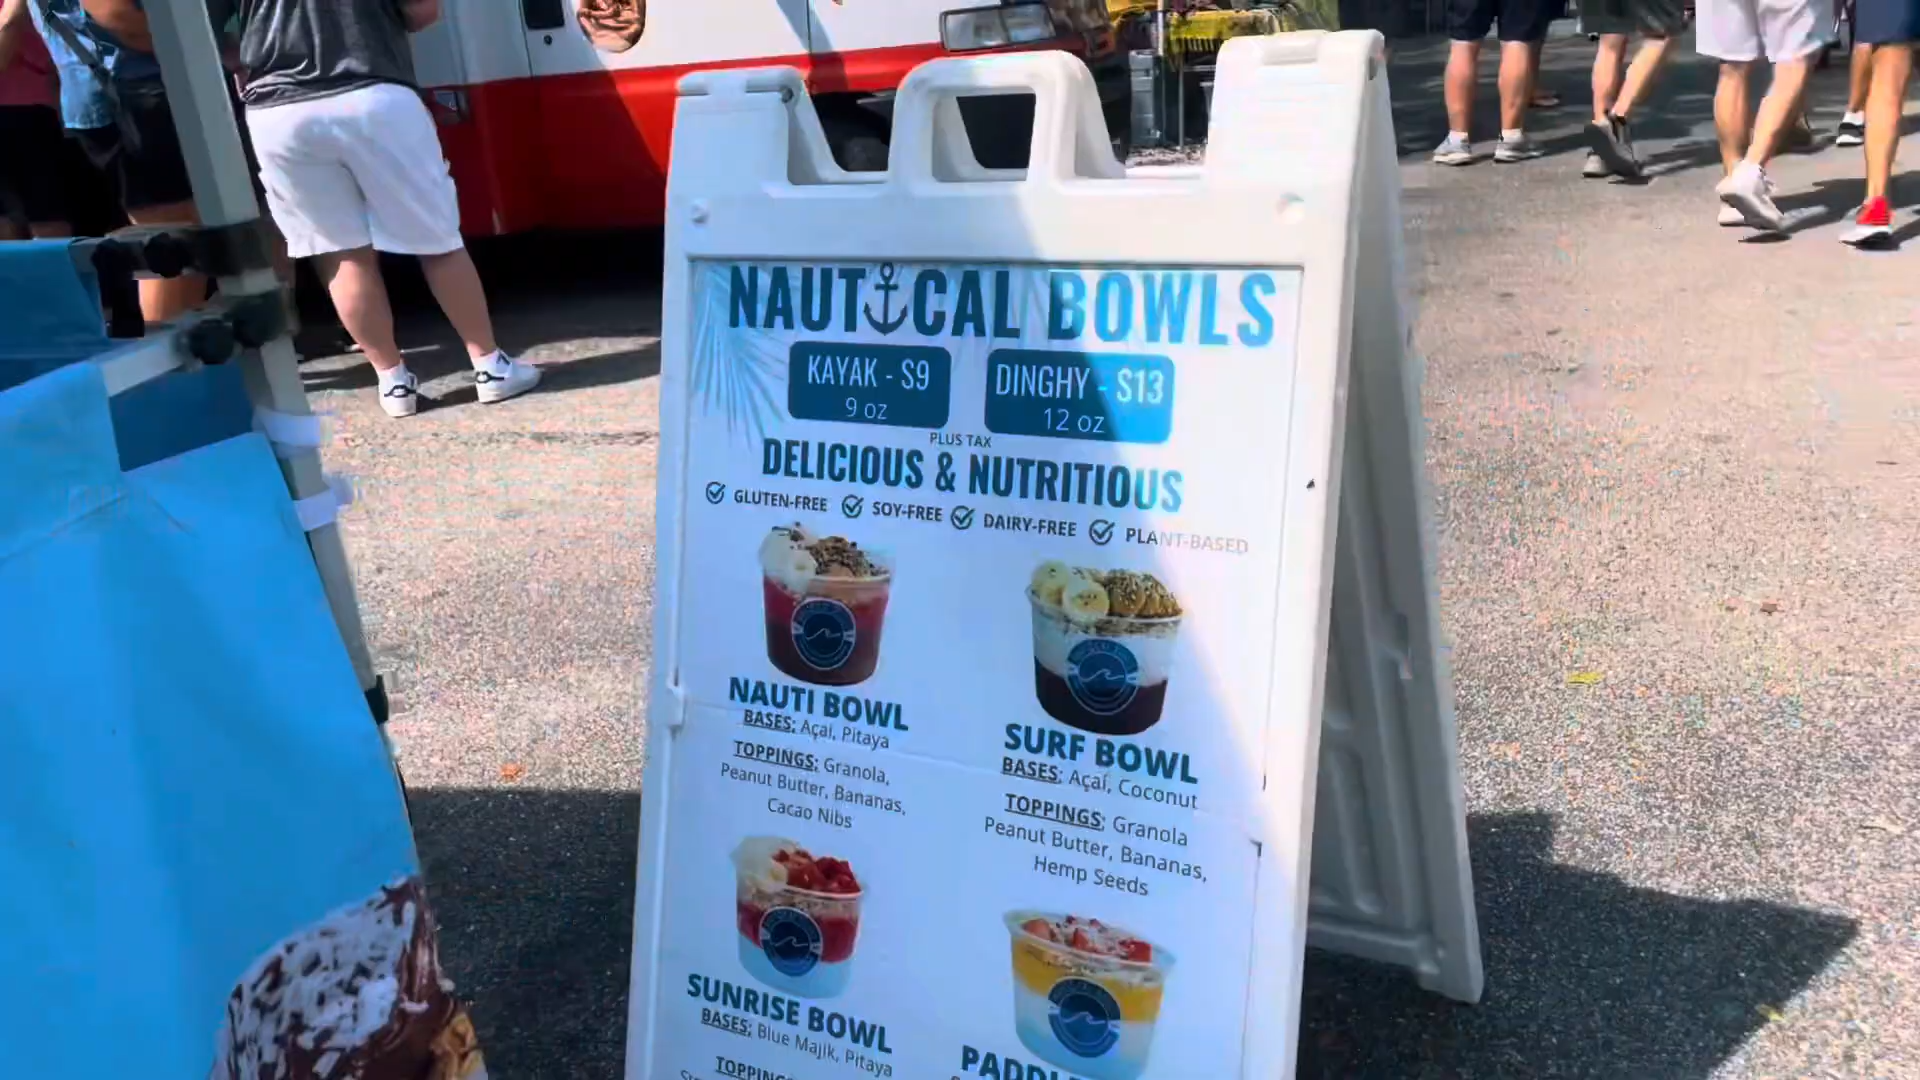 NAUTICAL BOWLS
KAYAK - $9
9 oz
DINGHY - $13
12 oz
PLUS TAX
DELICIOUS & NUTRITIOUS
GLUTEN-FREE SOY-FREE DAIRY-FREE PLANT-BASED
NAUTI BOWL
BASES: Açaí, Pitaya
TOPPINGS: Granola,
Peanut Butter, Bananas,
Cacao Nibs
SURF BOWL
BASES: Açaí, Coconut
TOPPINGS: Granola
Peanut Butter, Bananas,
Hemp Seeds
SUNRISE BOWL
BASES: Blue Majik, Pitaya